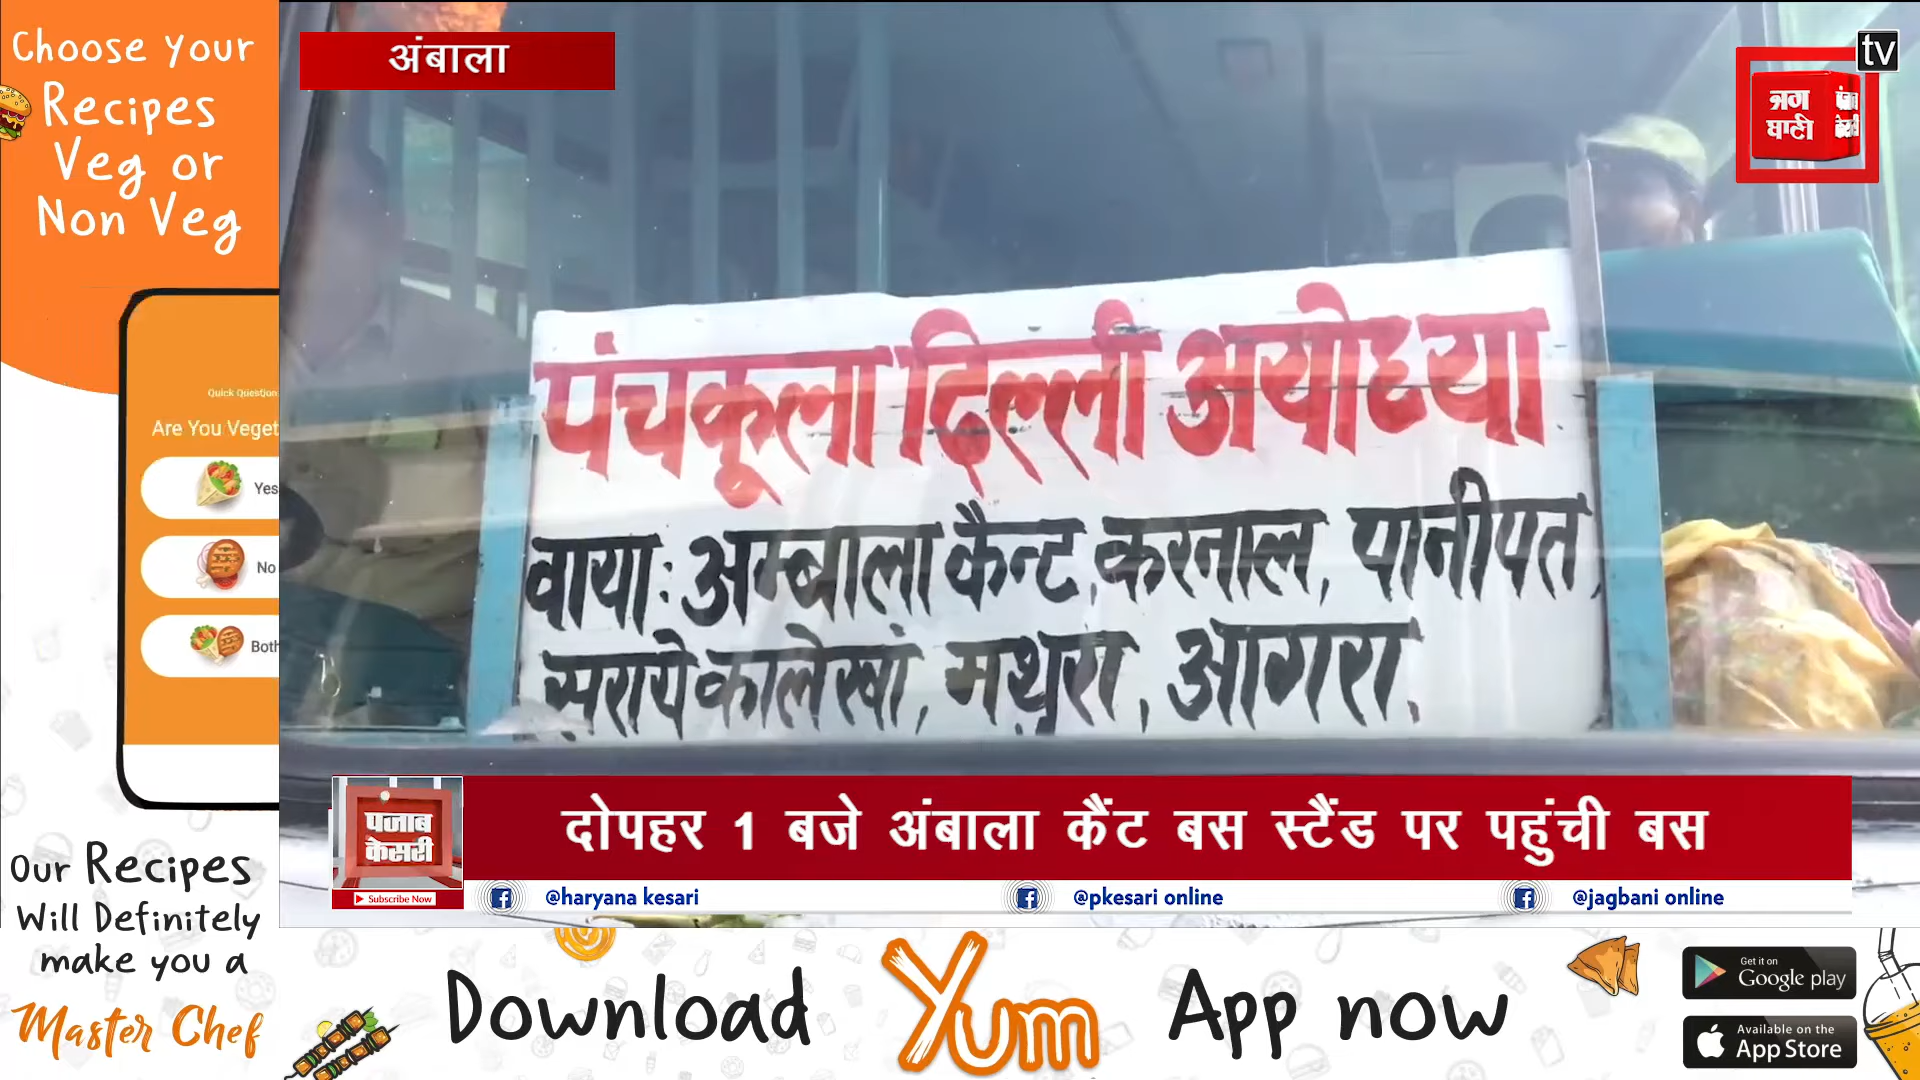 Choose Your
Recipes
Veg or
Non Veg
Quick Question
Are You Veget
Yes
No
Both
Our Recipes
Will Definitely
make you a
Master Chef
अंबाला
tv
जग
बाणी
पंचकूला दिल्ली अयोध्या
वाया: अम्बाला कैन्ट, करनाल, पानीपत,
सराये काले खां, मथुरा, आगरा.
पंजाब
केसरी
Subscribe Now
दोपहर 1 बजे अंबाला कैंट बस स्टैंड पर पहुंची बस
@haryana kesari
@pkesari online
@jagbani online
Download Yum App now
Get it on
Google play
Available on the
App Store